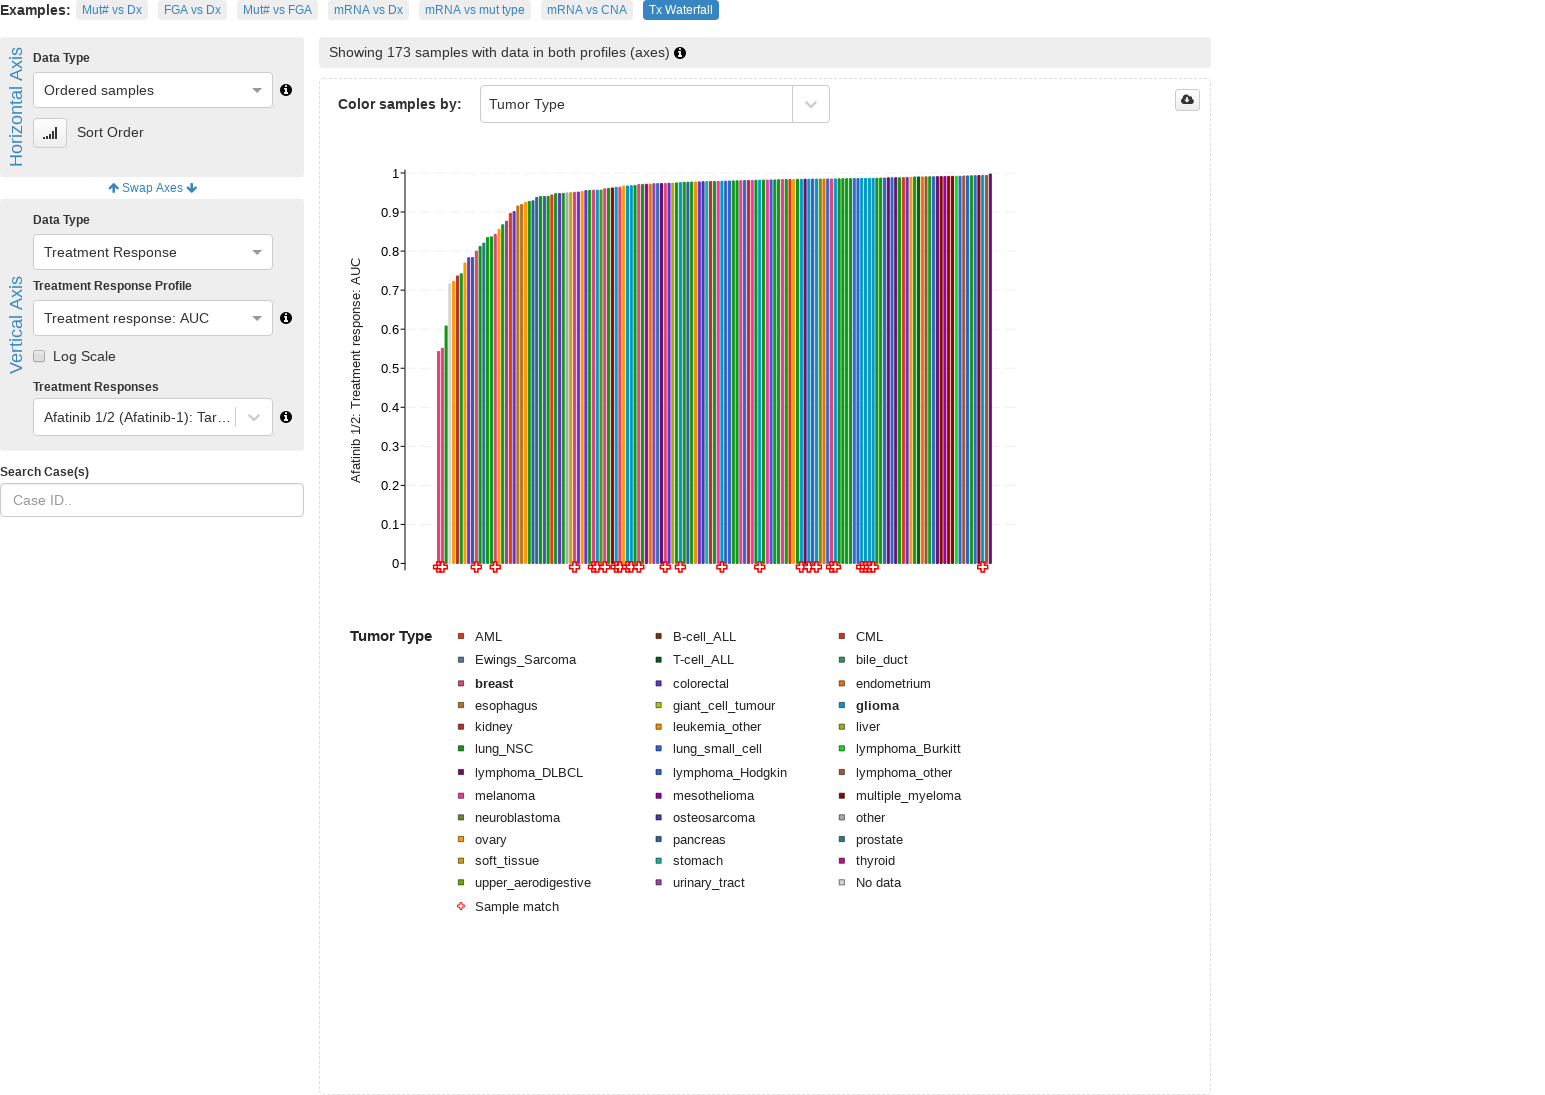 Examples: Mut# vs Dx FGA vs Dx Mut# vs FGA mRNA vs Dx mRNA vs mut type mRNA vs CNA Tx Waterfall
Horizontal Axis
Data Type
Ordered samples
Sort Order
Swap Axes
Vertical Axis
Data Type
Treatment Response
Treatment Response Profile
Treatment response: AUC
Log Scale
Treatment Responses
Afatinib 1/2 (Afatinib-1): Tar…
Search Case(s)
Case ID..
Showing 173 samples with data in both profiles (axes)
Color samples by: Tumor Type
Afatinib 1/2: Treatment response: AUC
1
0.9
0.8
0.7
0.6
0.5
0.4
0.3
0.2
0.1
0
Tumor Type
AML B-cell_ALL CML
Ewings_Sarcoma T-cell_ALL bile_duct
breast colorectal endometrium
esophagus giant_cell_tumour glioma
kidney leukemia_other liver
lung_NSC lung_small_cell lymphoma_Burkitt
lymphoma_DLBCL lymphoma_Hodgkin lymphoma_other
melanoma mesothelioma multiple_myeloma
neuroblastoma osteosarcoma other
ovary pancreas prostate
soft_tissue stomach thyroid
upper_aerodigestive urinary_tract No data
Sample match